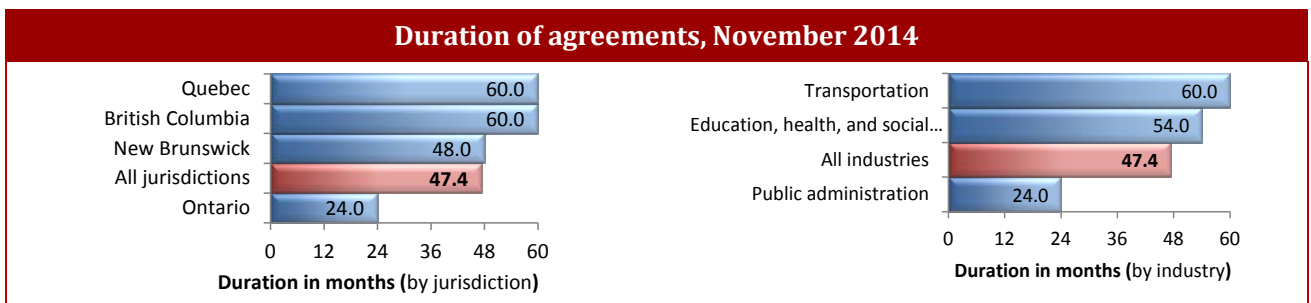 Duration of agreements, November 2014
Quebec 60.0
British Columbia 60.0
New Brunswick 48.0
All jurisdictions 47.4
Ontario 24.0
0 12 24 36 48 60
Duration in months (by jurisdiction)
Transportation 60.0
Education, health, and social... 54.0
All industries 47.4
Public administration 24.0
0 12 24 36 48 60
Duration in months (by industry)